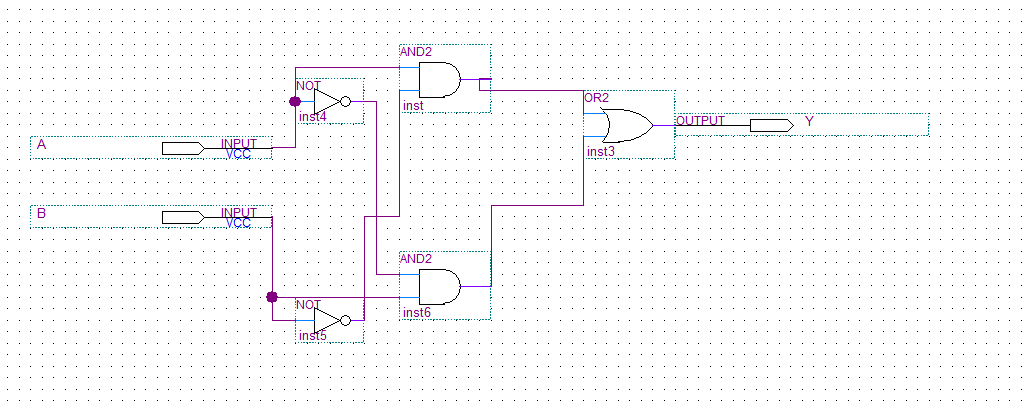 AND2
inst
NOT
inst4
OR2
inst3
OUTPUT
Y
A
INPUT
VCC
B
INPUT
VCC
AND2
inst6
NOT
inst5